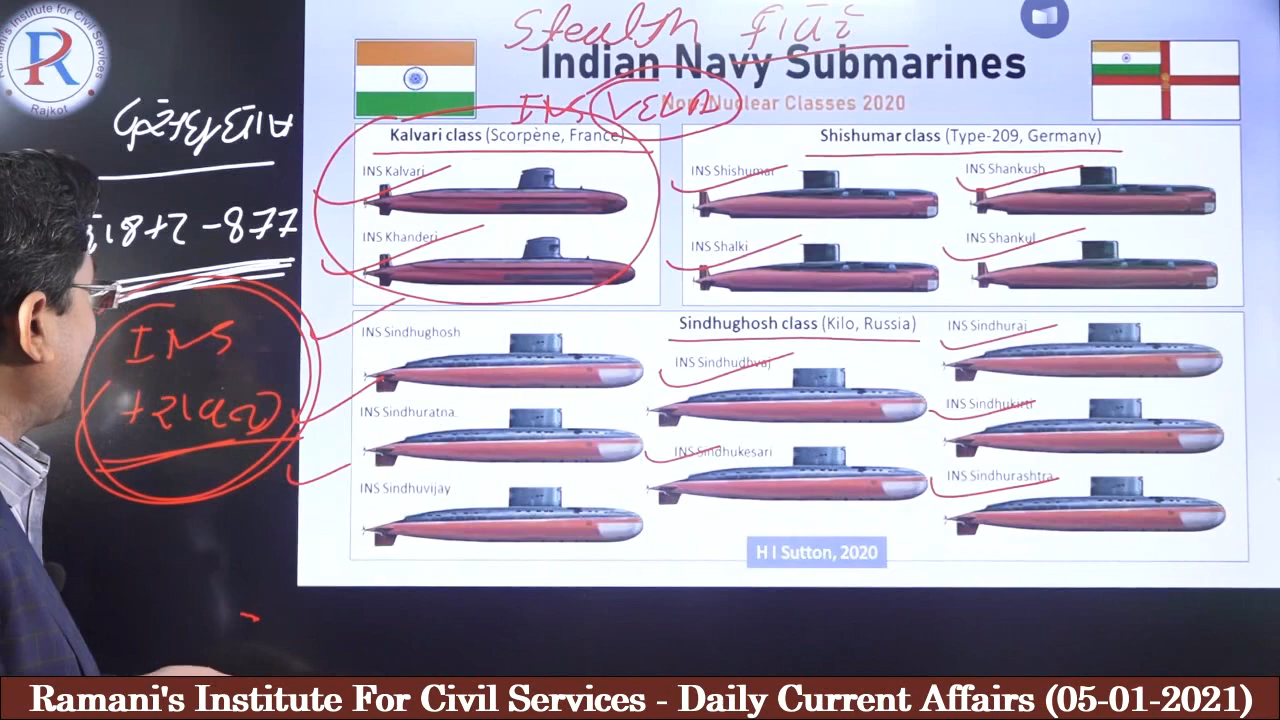 Ramani's Institute for Civil Services
R
Rajkot
Stealth
Indian Navy Submarines
INS VELA
Non-Nuclear Classes 2020
Kalvari class (Scorpène, France)
INS Kalvari
INS Khanderi
Shishumar class (Type-209, Germany)
INS Shishumar
INS Shankush
INS Shalki
INS Shankul
Sindhughosh class (Kilo, Russia)
INS Sindhughosh
INS Sindhudhvaj
INS Sindhuraj
INS Sindhuratna
INS Sindhukesari
INS Sindhukirti
INS Sindhuvijay
INS Sindhurashtra
H I Sutton, 2020
INS
Ramani's Institute For Civil Services - Daily Current Affairs (05-01-2021)